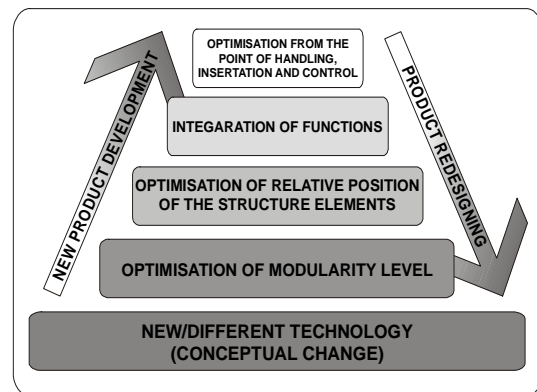 OPTIMISATION FROM THE
POINT OF HANDLING,
INSERTATION AND CONTROL
INTEGARATION OF FUNCTIONS
OPTIMISATION OF RELATIVE POSITION
OF THE STRUCTURE ELEMENTS
OPTIMISATION OF MODULARITY LEVEL
NEW/DIFFERENT TECHNOLOGY
(CONCEPTUAL CHANGE)
NEW PRODUCT DEVELOPMENT
PRODUCT REDESIGNING